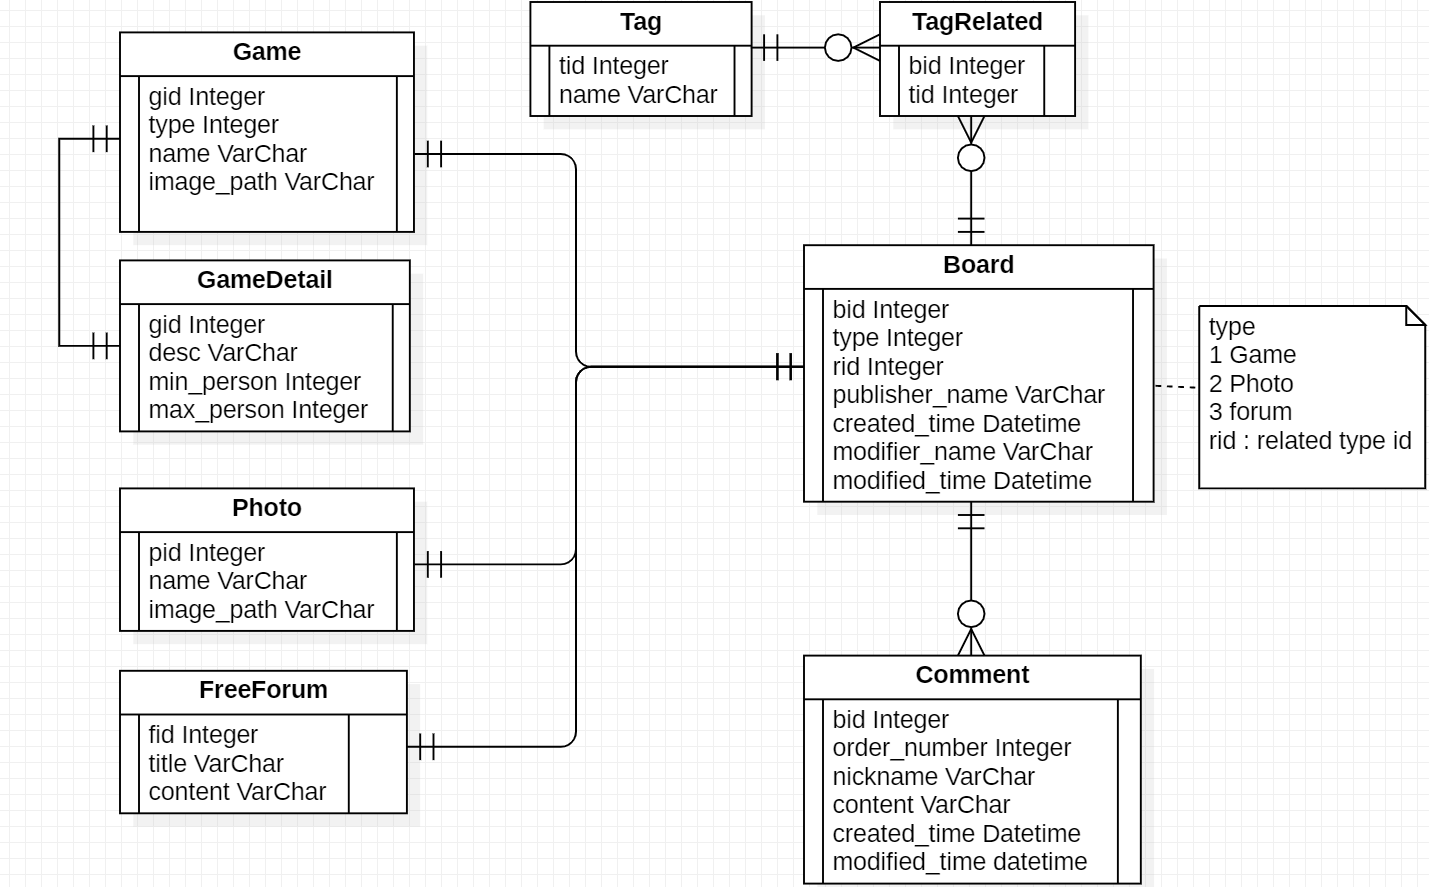 Game
gid Integer
type Integer
name VarChar
image_path VarChar
GameDetail
gid Integer
desc VarChar
min_person Integer
max_person Integer
Photo
pid Integer
name VarChar
image_path VarChar
FreeForum
fid Integer
title VarChar
content VarChar
Tag
tid Integer
name VarChar
TagRelated
bid Integer
tid Integer
Board
bid Integer
type Integer
rid Integer
publisher_name VarChar
created_time Datetime
modifier_name VarChar
modified_time Datetime
type
1 Game
2 Photo
3 forum
rid : related type id
Comment
bid Integer
order_number Integer
nickname VarChar
content VarChar
created_time Datetime
modified_time datetime